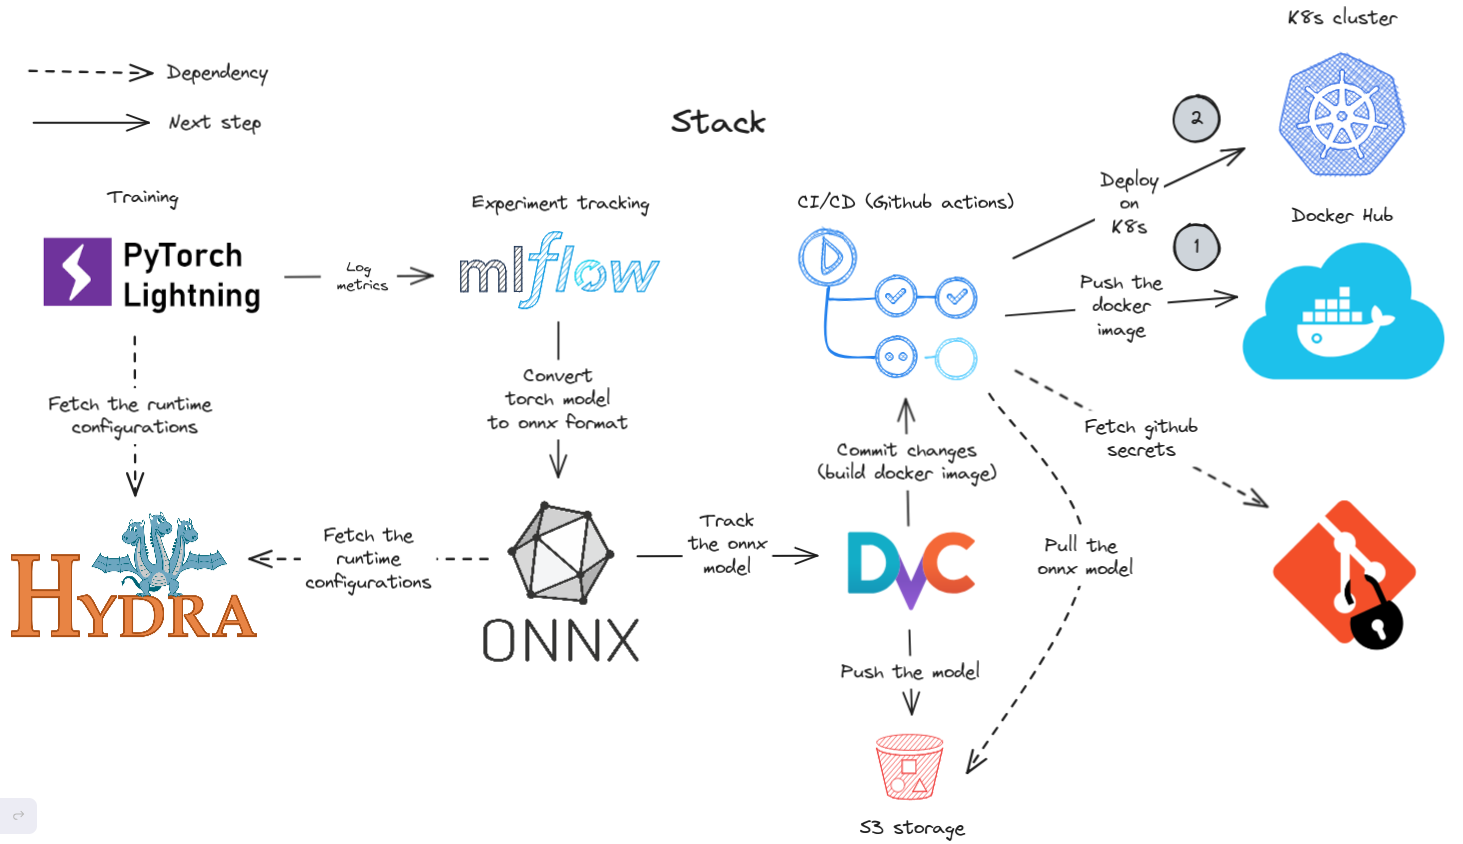 K8s cluster
Dependency
Next step
Stack
2
Training
Experiment tracking
CI/CD (Github actions)
Deploy
on
K8s
Docker Hub
1
PyTorch
Lightning
Log
metrics
mlflow
Push the
docker
image
Fetch the runtime
configurations
Convert
torch model
to onnx format
Commit changes
(build docker image)
Fetch github
secrets
HYDRA
Fetch the
runtime
configurations
ONNX
Track
the onnx
model
DVC
Pull the
onnx model
Push the model
S3 storage